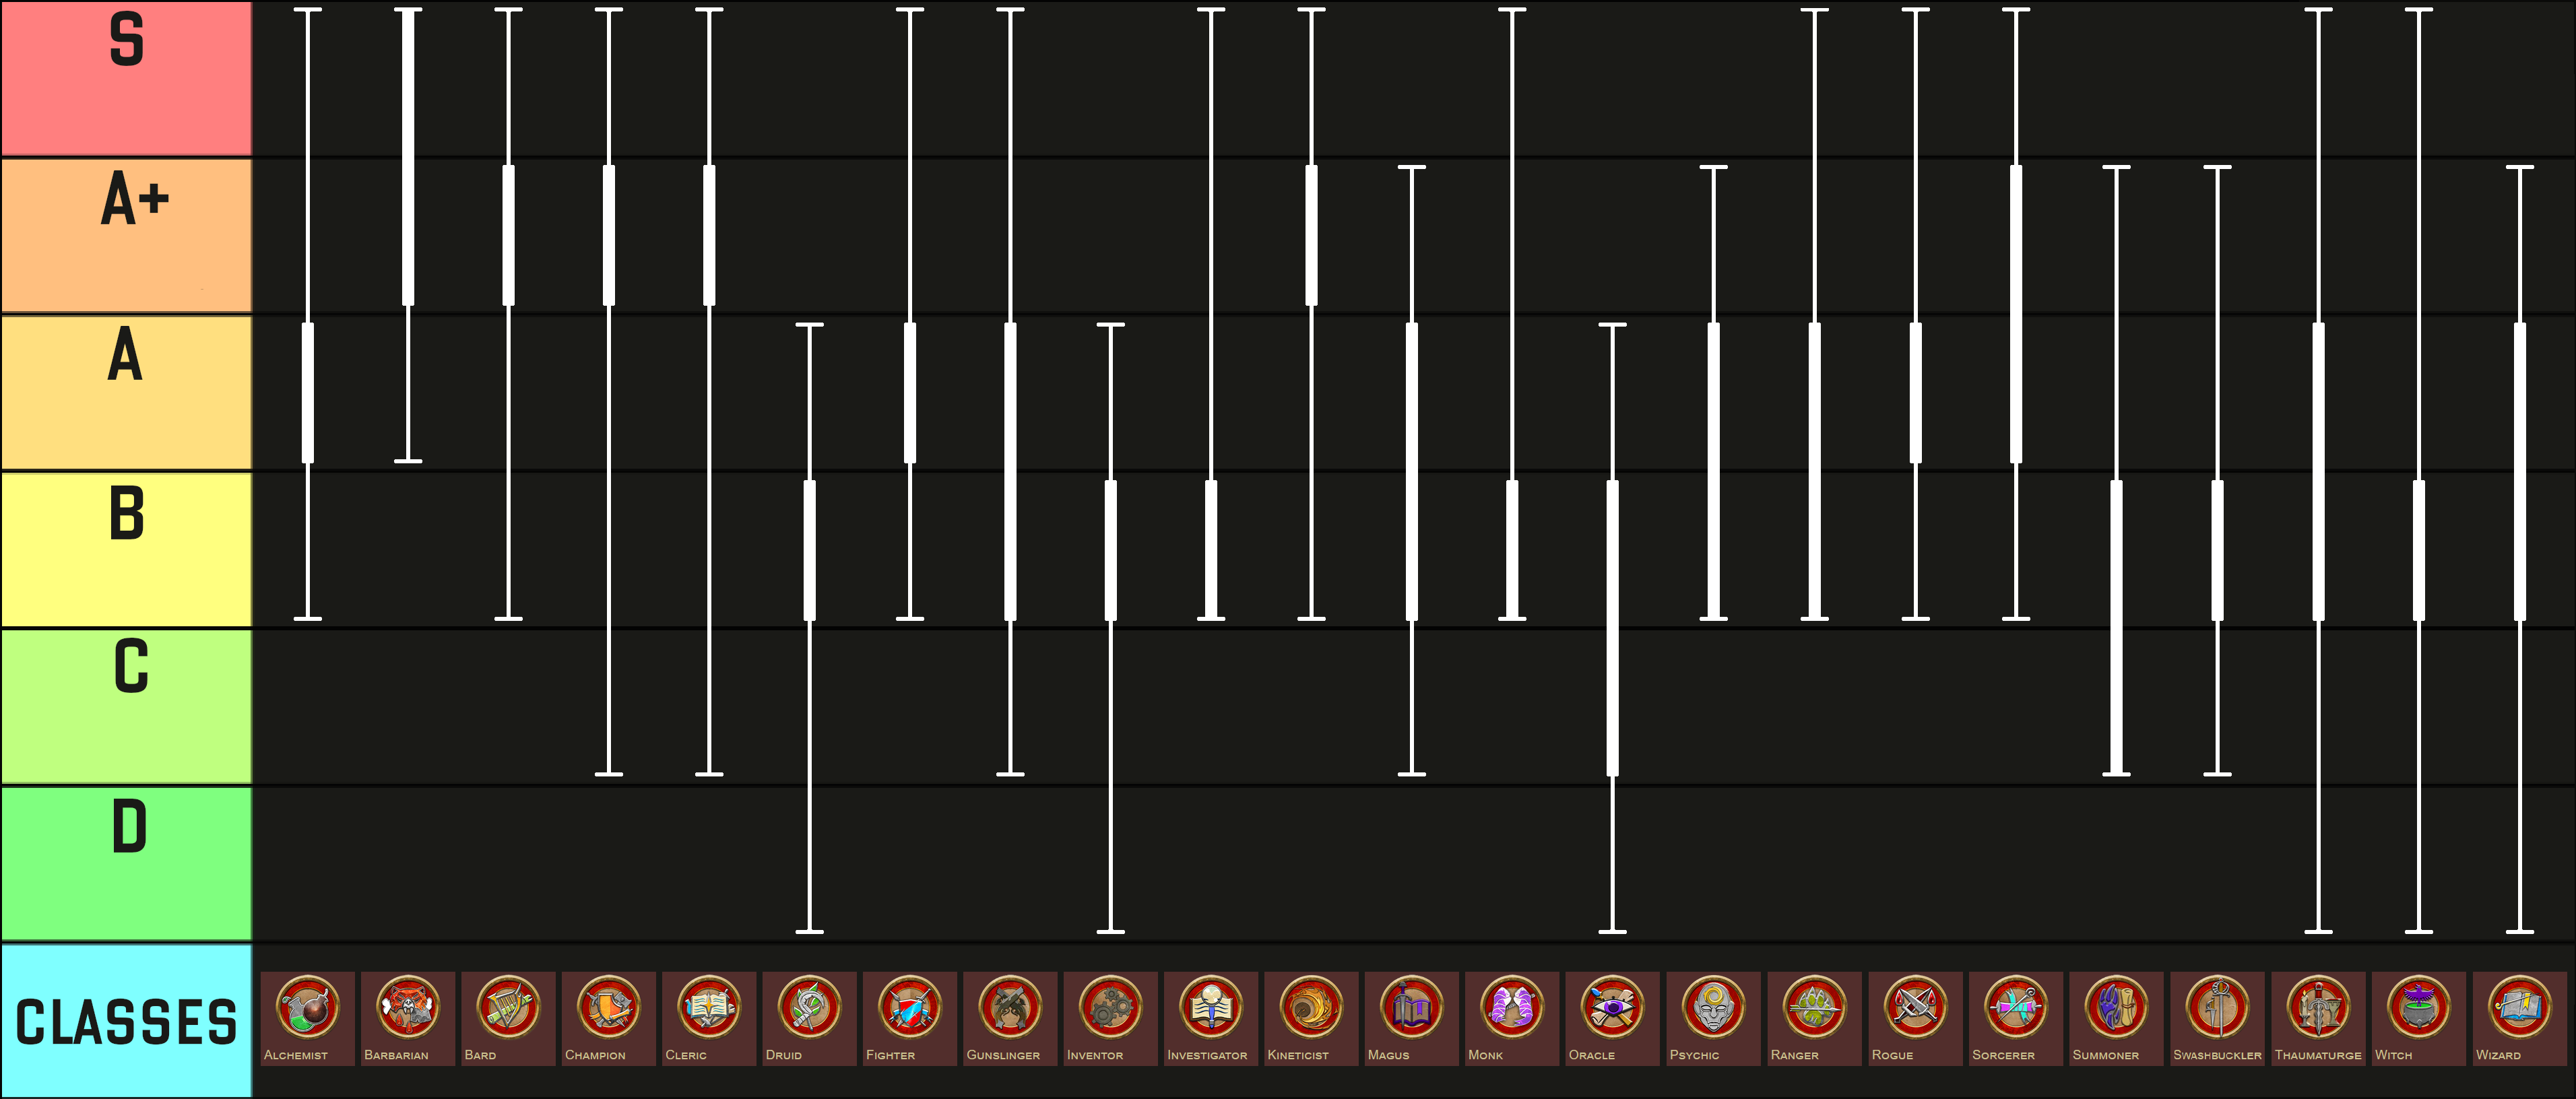 S
A+
A
B
C
D
CLASSES
ALCHEMIST
BARBARIAN
BARD
CHAMPION
CLERIC
DRUID
FIGHTER
GUNSLINGER
INVENTOR
INVESTIGATOR
KINETICIST
MAGUS
MONK
ORACLE
PSYCHIC
RANGER
ROGUE
SORCERER
SUMMONER
SWASHBUCKLER
THAUMATURGE
WITCH
WIZARD